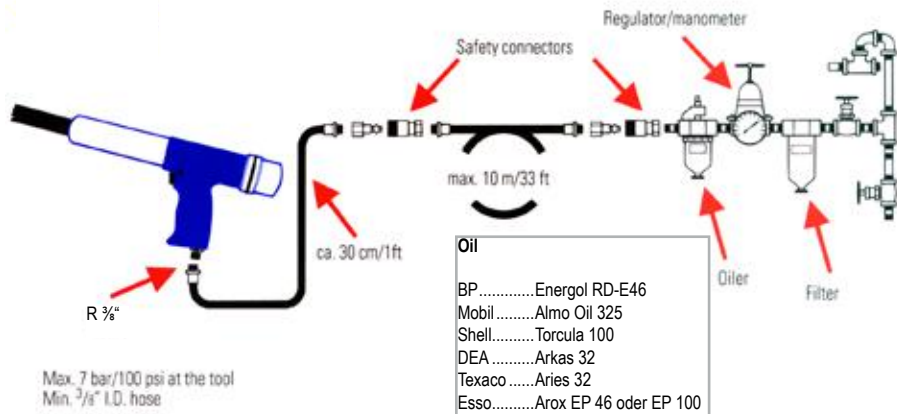 Regulator/manometer
Safety connectors
max. 10 m/33 ft
ca. 30 cm/1ft
R ⅜“
Oiler
Filter
Oil
BP.............Energol RD-E46
Mobil .........Almo Oil 325
Shell..........Torcula 100
DEA ..........Arkas 32
Texaco ......Aries 32
Esso..........Arox EP 46 oder EP 100
Max. 7 bar/100 psi at the tool
Min. 3/8" I.D. hose